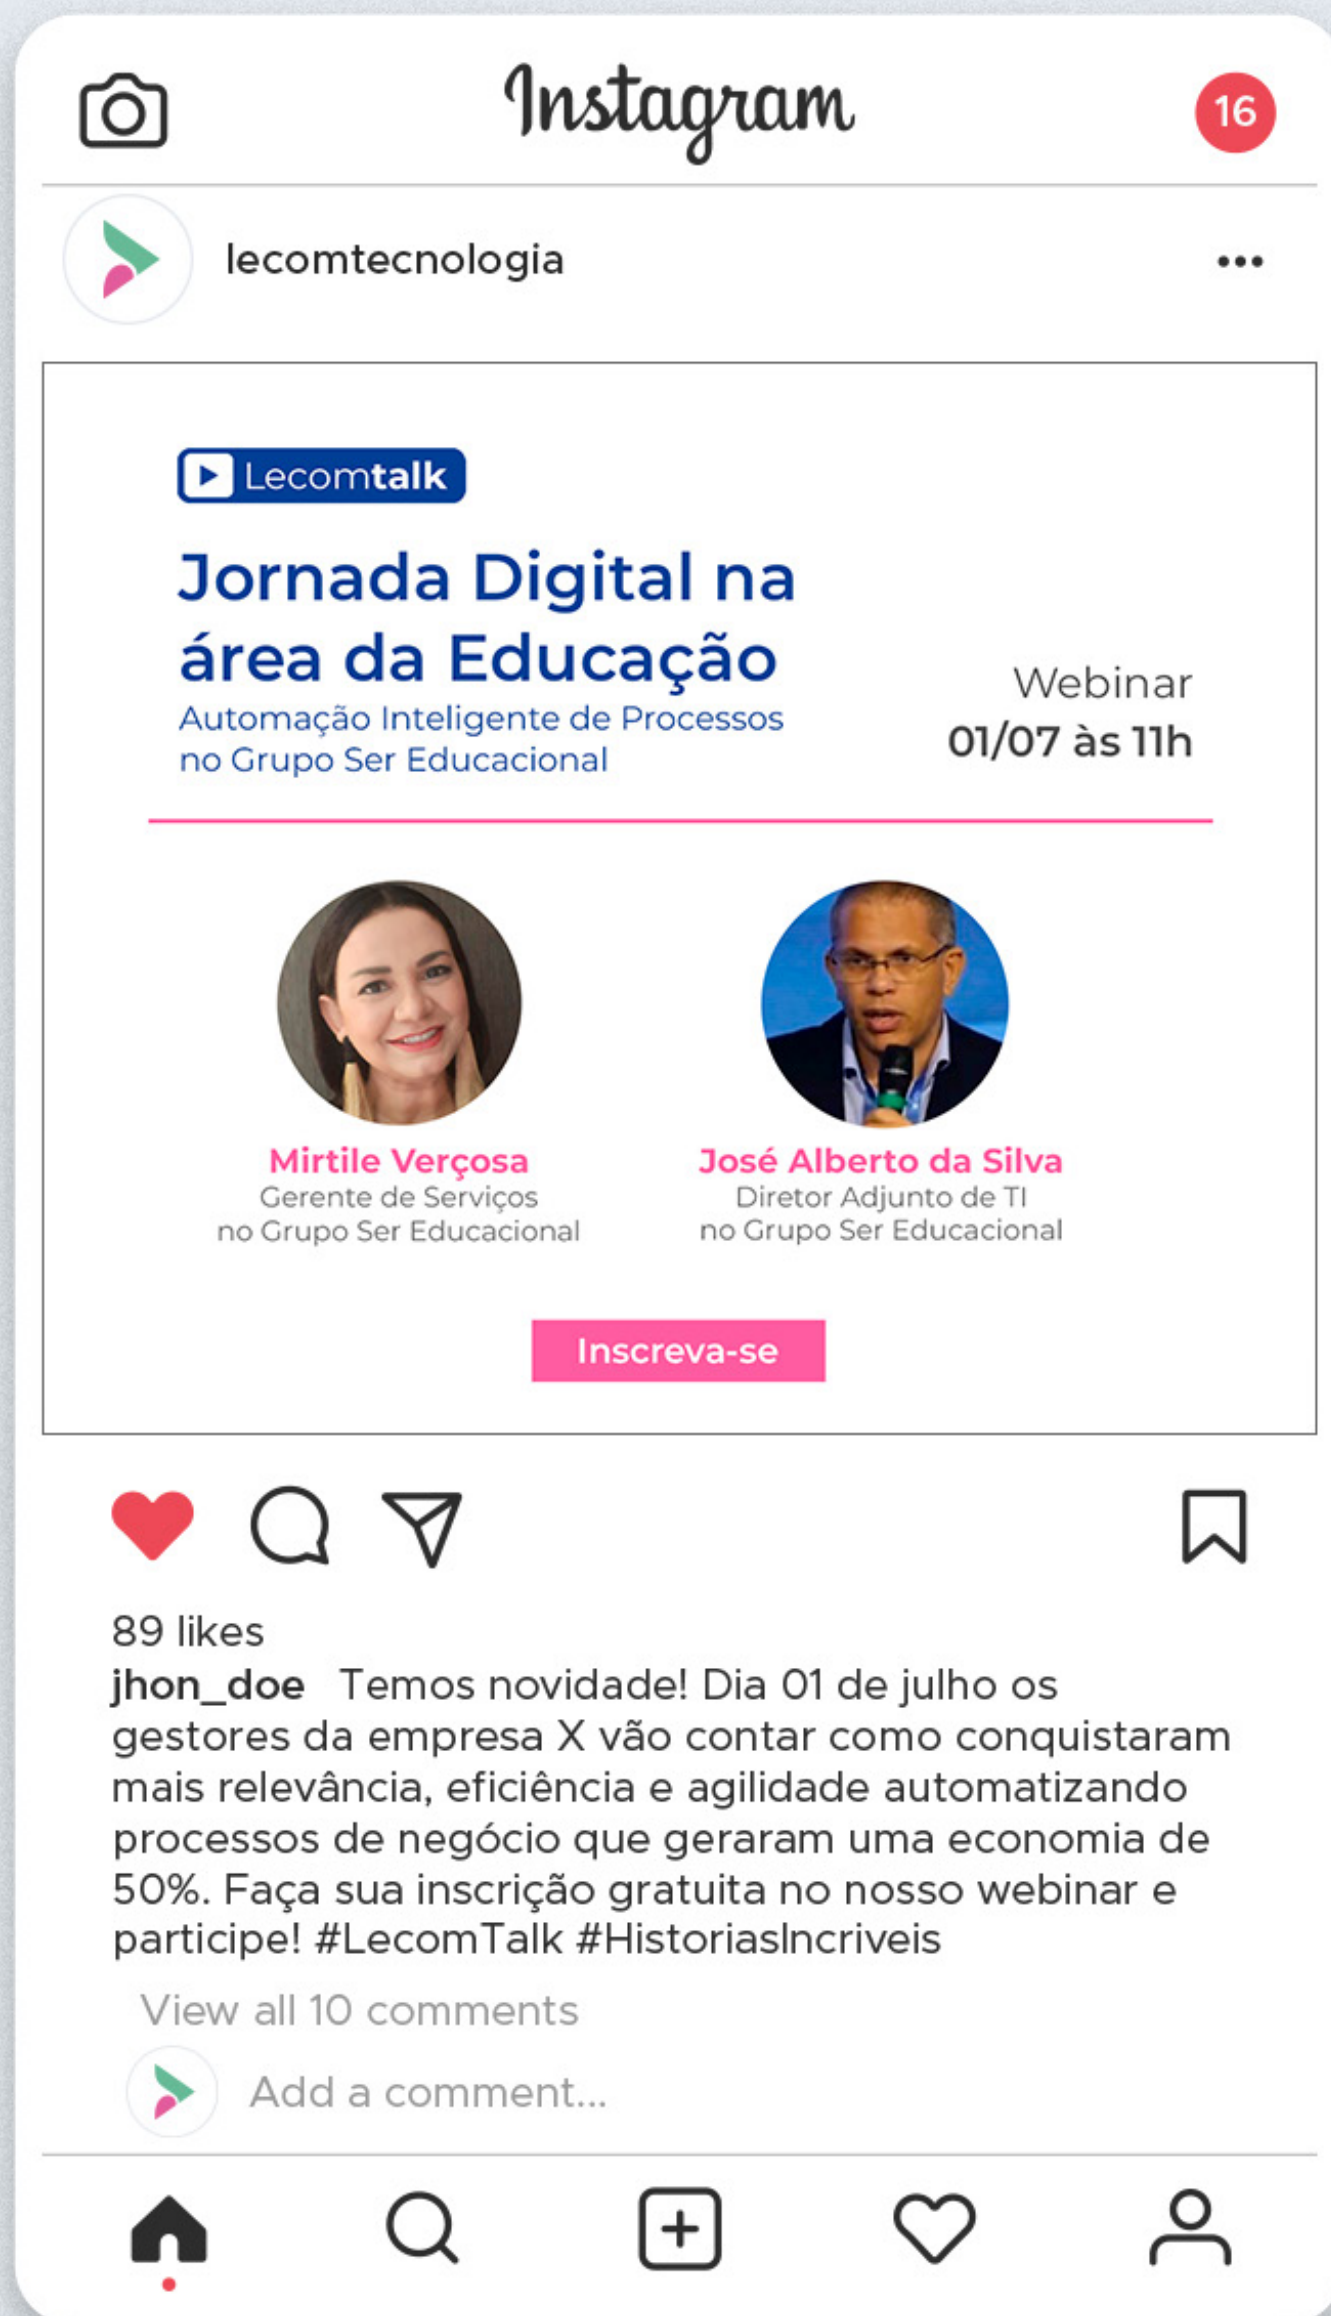 Instagram
16
lecomtecnologia
Lecomtalk
Jornada Digital na
área da Educação
Automação Inteligente de Processos
no Grupo Ser Educacional
Webinar
01/07 às 11h
Mirtile Verçosa
Gerente de Serviços
no Grupo Ser Educacional
José Alberto da Silva
Diretor Adjunto de TI
no Grupo Ser Educacional
Inscreva-se
89 likes
jhon_doe Temos novidade! Dia 01 de julho os
gestores da empresa X vão contar como conquistaram
mais relevância, eficiência e agilidade automatizando
processos de negócio que geraram uma economia de
50%. Faça sua inscrição gratuita no nosso webinar e
participe! #LecomTalk #HistoriasIncriveis
View all 10 comments
Add a comment...